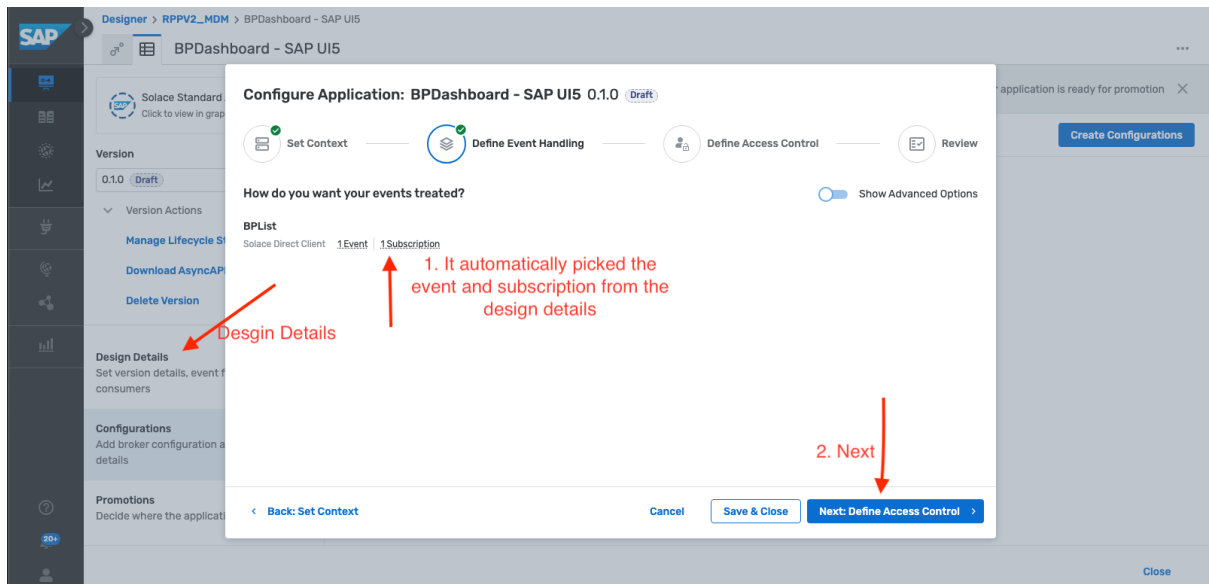 SAP
Designer > RPPV2_MDM > BPDashboard - SAP UI5
BPDashboard - SAP UI5
SAP
Solace Standard
Click to view in grap
application is ready for promotion
Create Configurations
Version
0.1.0 Draft
Version Actions
Manage Lifecycle St
Download AsyncAPI
Delete Version
Design Details
Set version details, event f
consumers
Configurations
Add broker configuration a
details
Promotions
Decide where the applicati
20+
Configure Application: BPDashboard - SAP UI5 0.1.0 Draft
Set Context
Define Event Handling
Define Access Control
Review
How do you want your events treated?
Show Advanced Options
BPList
Solace Direct Client 1 Event 1 Subscription
1. It automatically picked the
event and subscription from the
design details
Desgin Details
2. Next
Back: Set Context
Cancel
Save & Close
Next: Define Access Control
Close